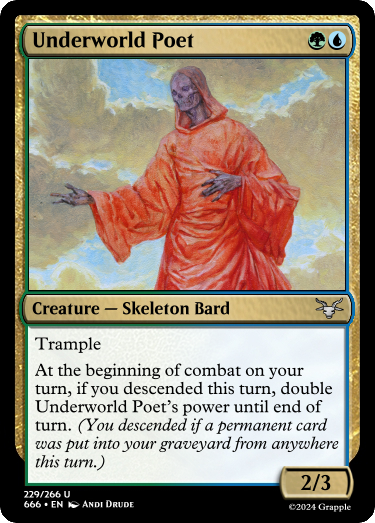 Underworld Poet
Creature — Skeleton Bard
Trample
At the beginning of combat on your
turn, if you descended this turn, double
Underworld Poet's power until end of
turn. (You descended if a permanent card
was put into your graveyard from anywhere
this turn.)
2/3
229/266 U
666 • EN Andi Drude
©2024 Grapple